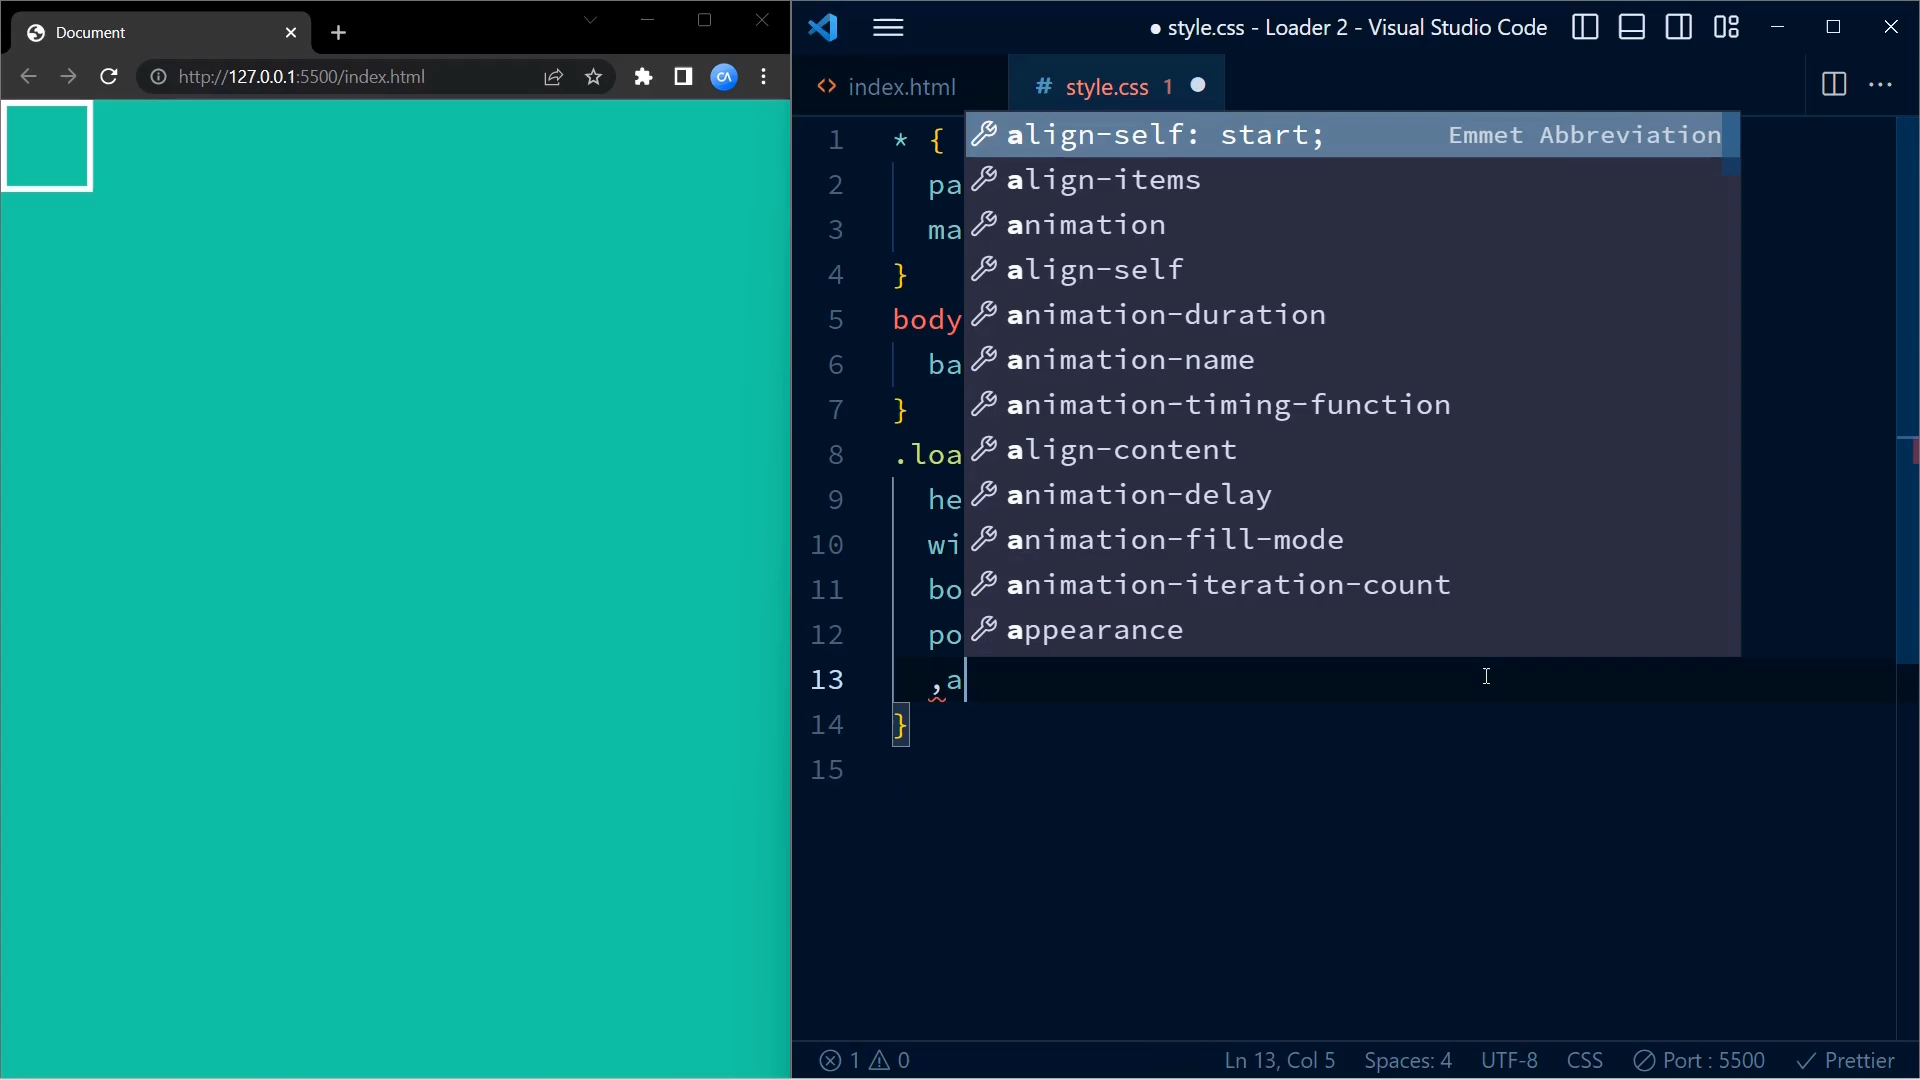 Document
http://127.0.0.1:5500/index.html
CA
style.css - Loader 2 - Visual Studio Code
index.html
# style.css 1
1 * {
2 pa
3 ma
4 }
5 body
6 ba
7 }
8 .loa
9 he
10 wi
11 bo
12 po
13 ,a
14 }
15
align-self: start; Emmet Abbreviation
align-items
animation
align-self
animation-duration
animation-name
animation-timing-function
align-content
animation-delay
animation-fill-mode
animation-iteration-count
appearance
1 0 Ln 13, Col 5 Spaces: 4 UTF-8 CSS Port : 5500 Prettier